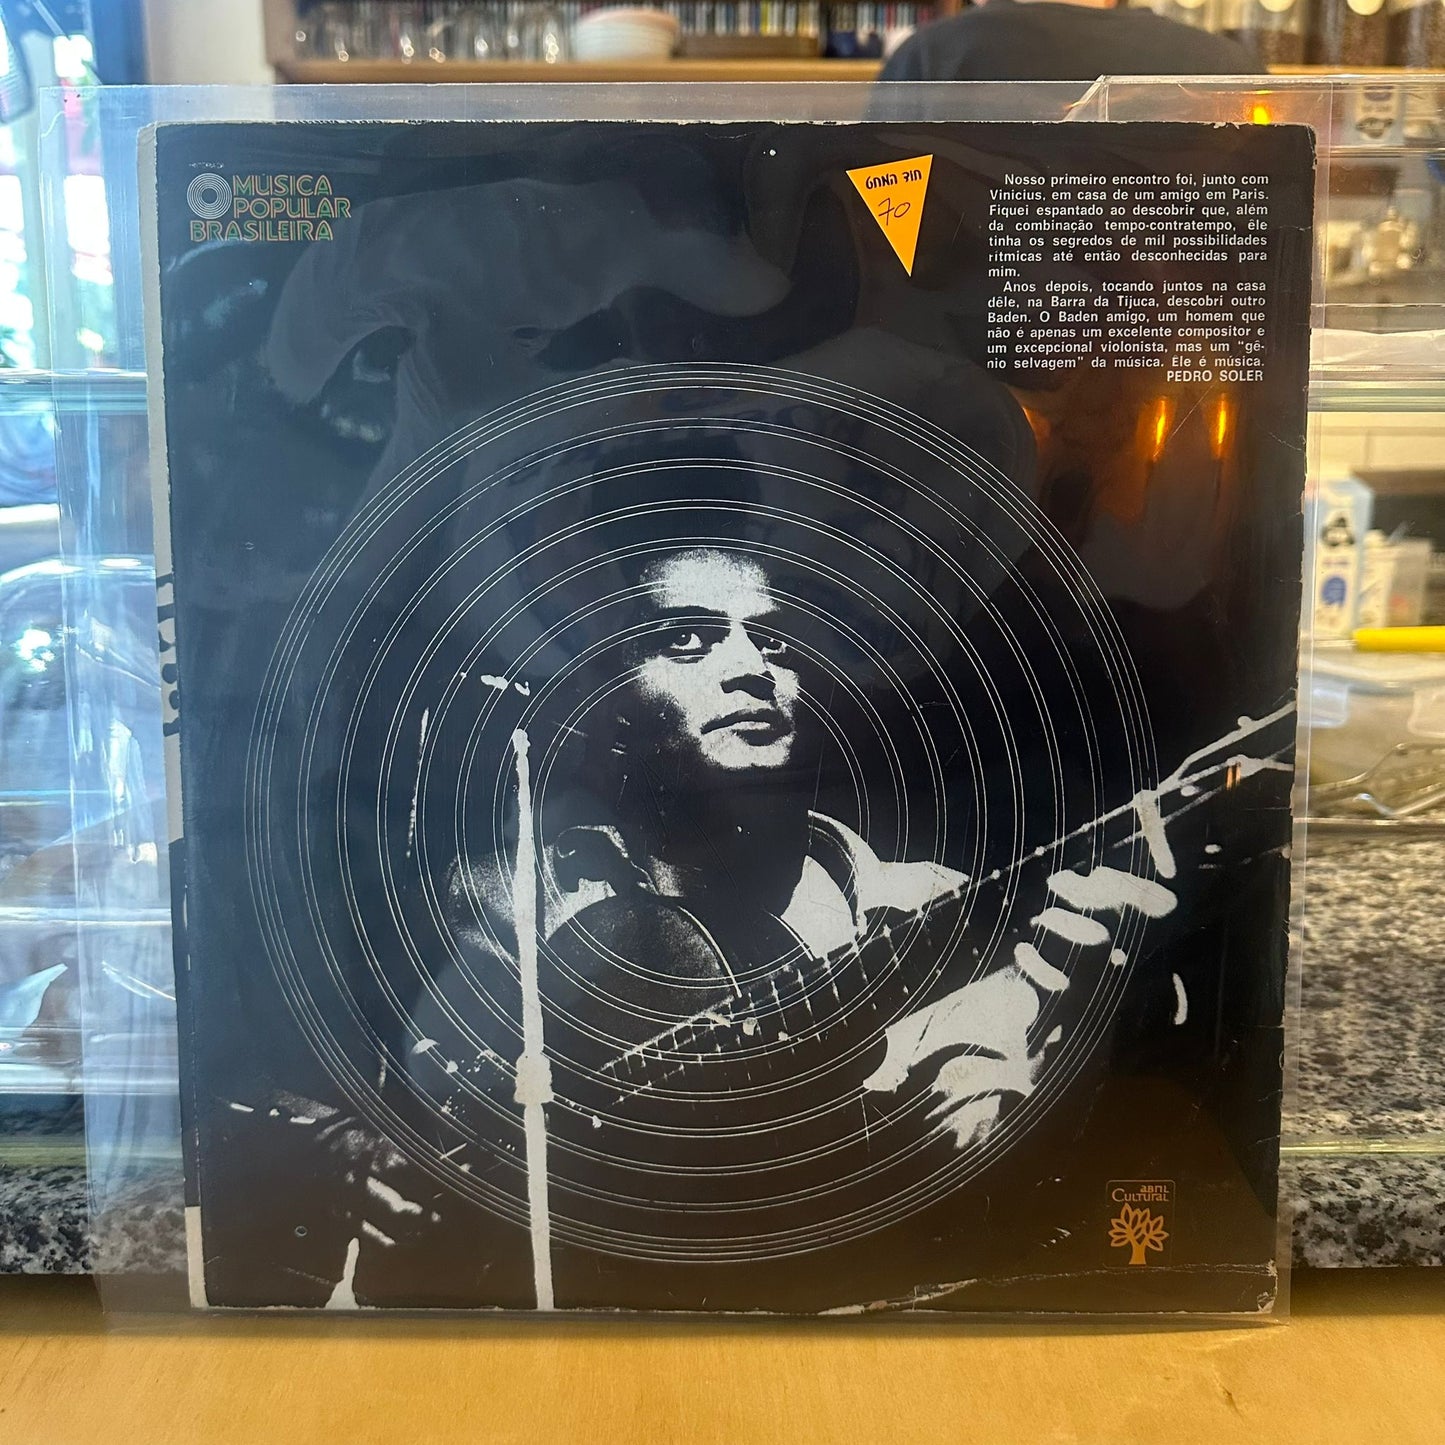 MÚSICA
POPULAR
BRASILEIRA
חוד המחט
70
Nosso primeiro encontro foi, junto com
Vinicius, em casa de um amigo em Paris.
Fiquei espantado ao descobrir que, além
da combinação tempo-contratempo, êle
tinha os segredos de mil possibilidades
rítmicas até então desconhecidas para
mim.
Anos depois, tocando juntos na casa
dêle, na Barra da Tijuca, descobri outro
Baden. O Baden amigo, um homem que
não é apenas um excelente compositor e
um excepcional violonista, mas um "gê-
nio selvagem" da música. Ele é música.
PEDRO SOLER
ABRIL
CULTURAL